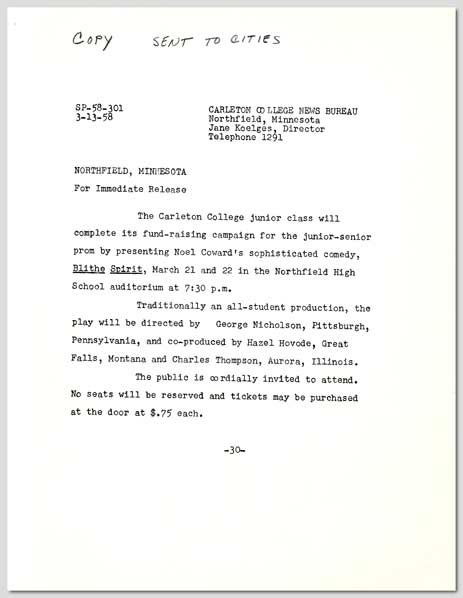 COPY SENT TO CITIES
SP-58-301
3-13-58
CARLETON COLLEGE NEWS BUREAU
Northfield, Minnesota
Jane Koelges, Director
Telephone 1291
NORTHFIELD, MINNESOTA
For Immediate Release
The Carleton College junior class will
complete its fund-raising campaign for the junior-senior
prom by presenting Noel Coward's sophisticated comedy,
Blithe Spirit, March 21 and 22 in the Northfield High
School auditorium at 7:30 p.m.
Traditionally an all-student production, the
play will be directed by George Nicholson, Pittsburgh,
Pennsylvania, and co-produced by Hazel Hovode, Great
Falls, Montana and Charles Thompson, Aurora, Illinois.
The public is cordially invited to attend.
No seats will be reserved and tickets may be purchased
at the door at $.75 each.
-30-